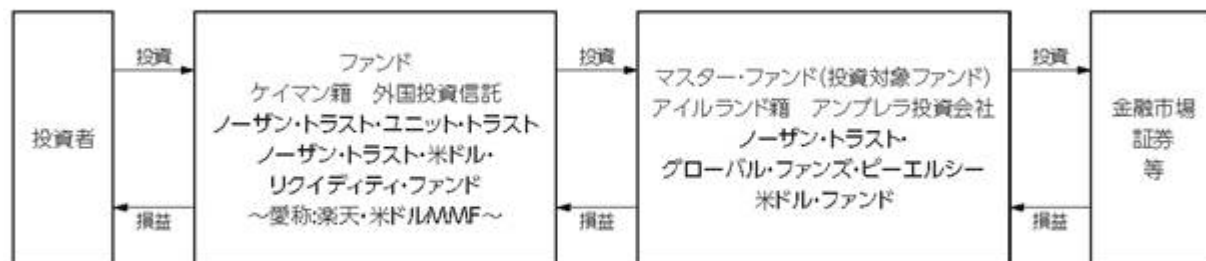 投資者
投資
損益
ファンド
ケイマン籍 外国投資信託
ノーザン・トラスト・ユニット・トラスト
ノーザン・トラスト・米ドル・
リクイディティ・ファンド
～愛称:楽天・米ドルMMF～
投資
損益
マスター・ファンド(投資対象ファンド)
アイルランド籍 アンブレラ投資会社
ノーザン・トラスト・
グローバル・ファンズ・ピーエルシー
米ドル・ファンド
投資
損益
金融市場
証券
等